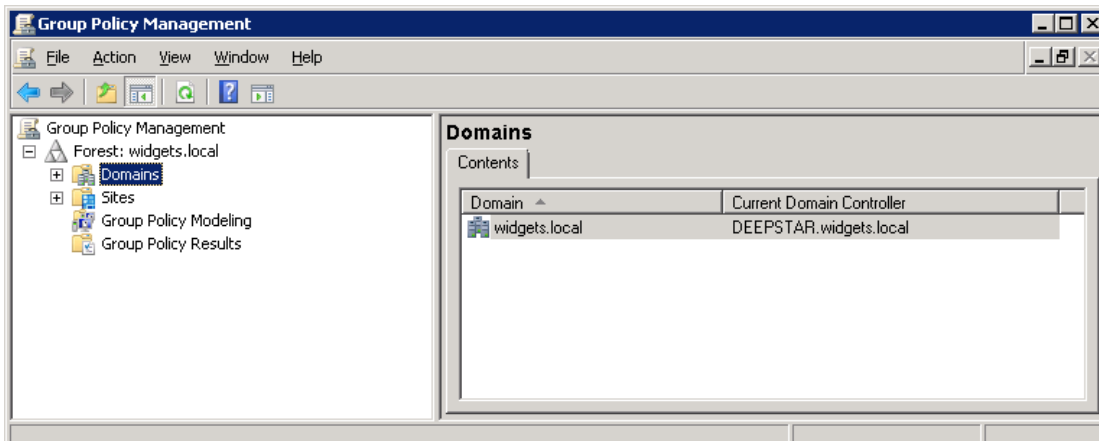 Group Policy Management
File Action View Window Help
Group Policy Management
Forest: widgets.local
Domains
Sites
Group Policy Modeling
Group Policy Results
Domains
Contents
Domain Current Domain Controller
widgets.local DEEPSTAR.widgets.local